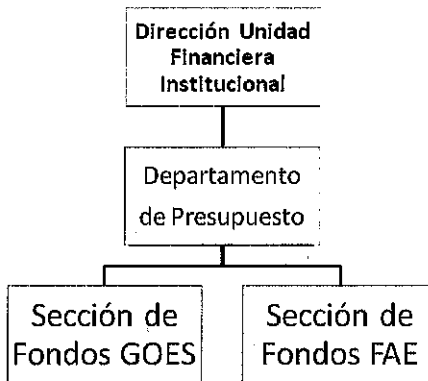 Dirección Unidad
Financiera
Institucional
Departamento
de Presupuesto
Sección de
Fondos GOES
Sección de
Fondos FAE